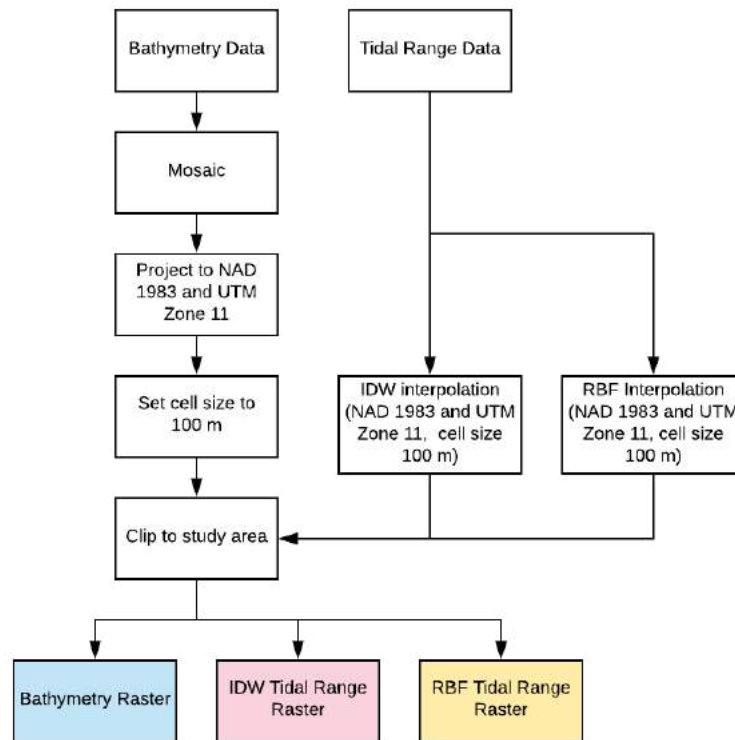 Bathymetry Data
Tidal Range Data
Mosaic
Project to NAD
1983 and UTM
Zone 11
Set cell size to
100 m
IDW interpolation
(NAD 1983 and UTM
Zone 11, cell size
100 m)
RBF Interpolation
(NAD 1983 and UTM
Zone 11, cell size
100 m)
Clip to study area
Bathymetry Raster
IDW Tidal Range
Raster
RBF Tidal Range
Raster